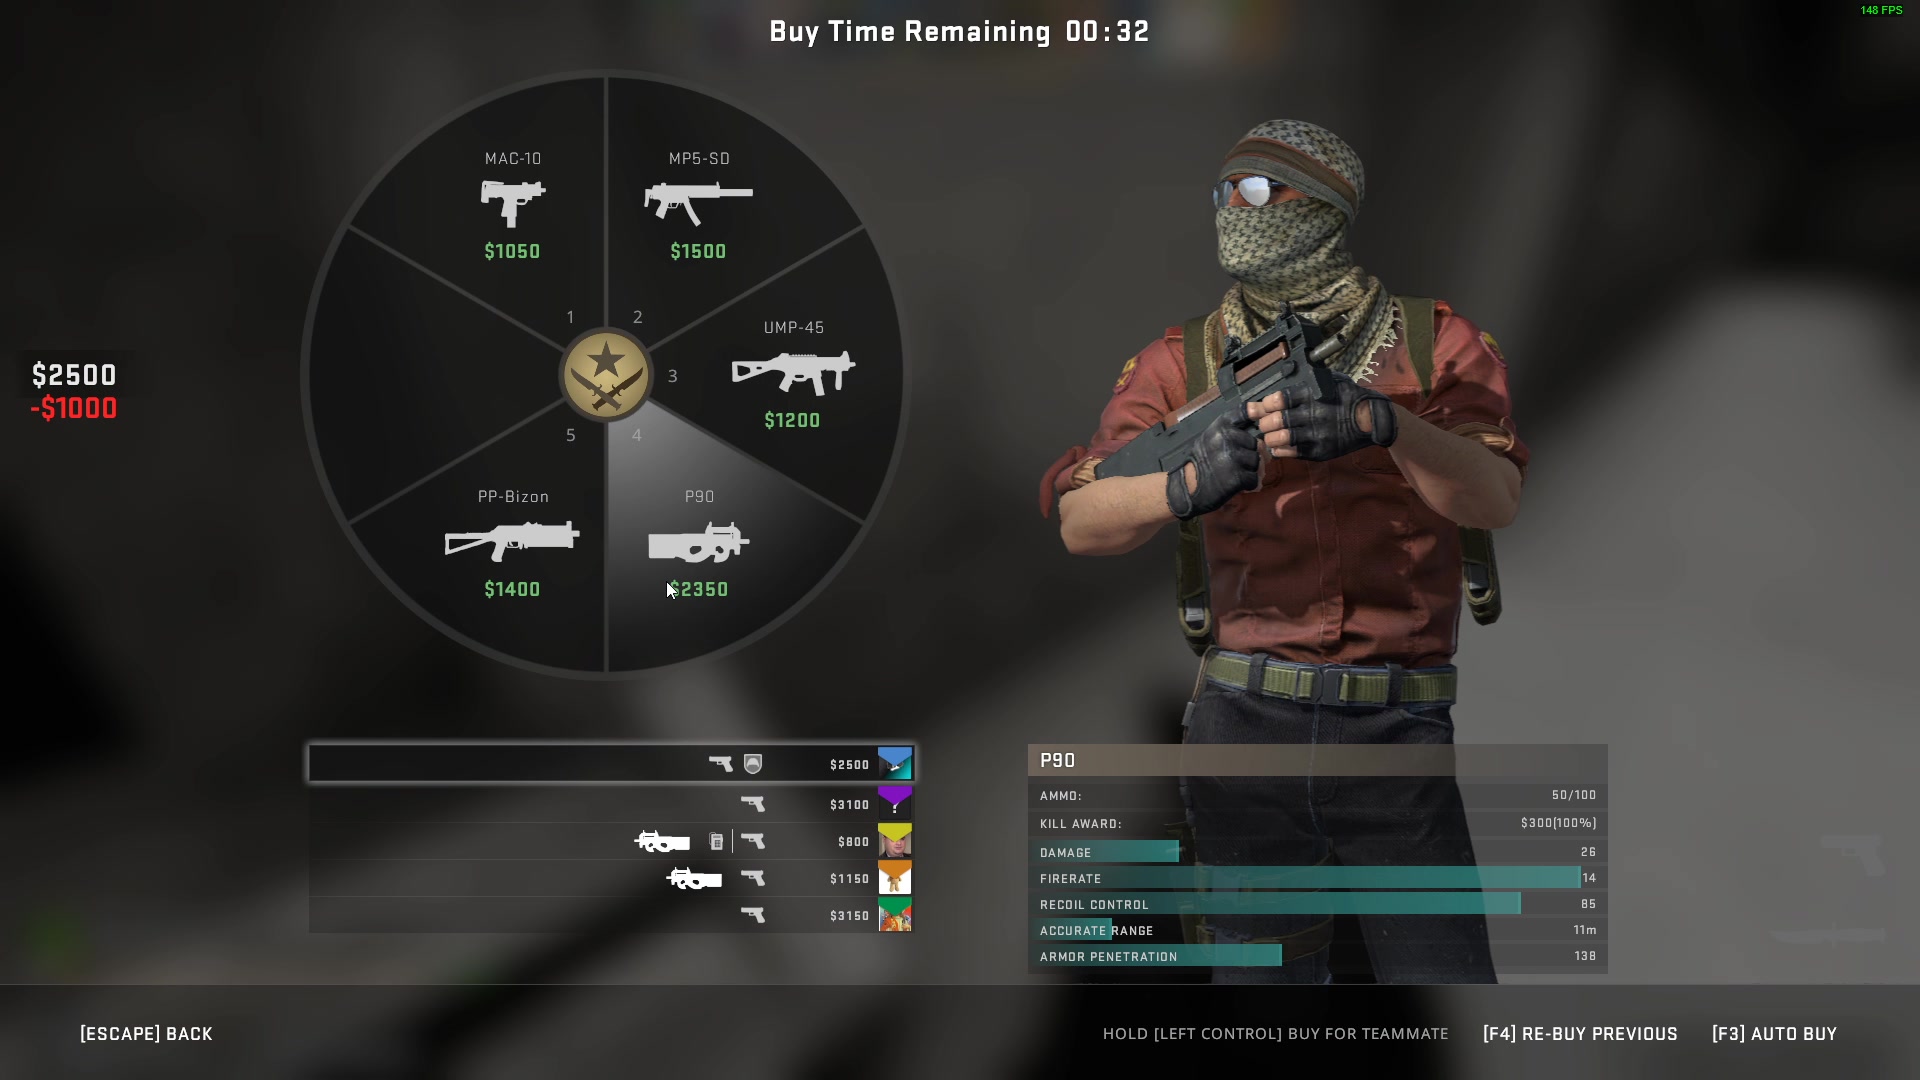 148 FPS
Buy Time Remaining 00:32
MAC-10
$1050
MP5-SD
$1500
1
2
UMP-45
$1200
3
$2500
-$1000
5
4
PP-Bizon
$1400
P90
$2350
$2500
$3100
?
$800
$1150
$3150
P90
AMMO: 50/100
KILL AWARD: $300(100%)
DAMAGE 26
FIRERATE 14
RECOIL CONTROL 85
ACCURATE RANGE 11m
ARMOR PENETRATION 138
[ESCAPE] BACK
HOLD [LEFT CONTROL] BUY FOR TEAMMATE
[F4] RE-BUY PREVIOUS
[F3] AUTO BUY